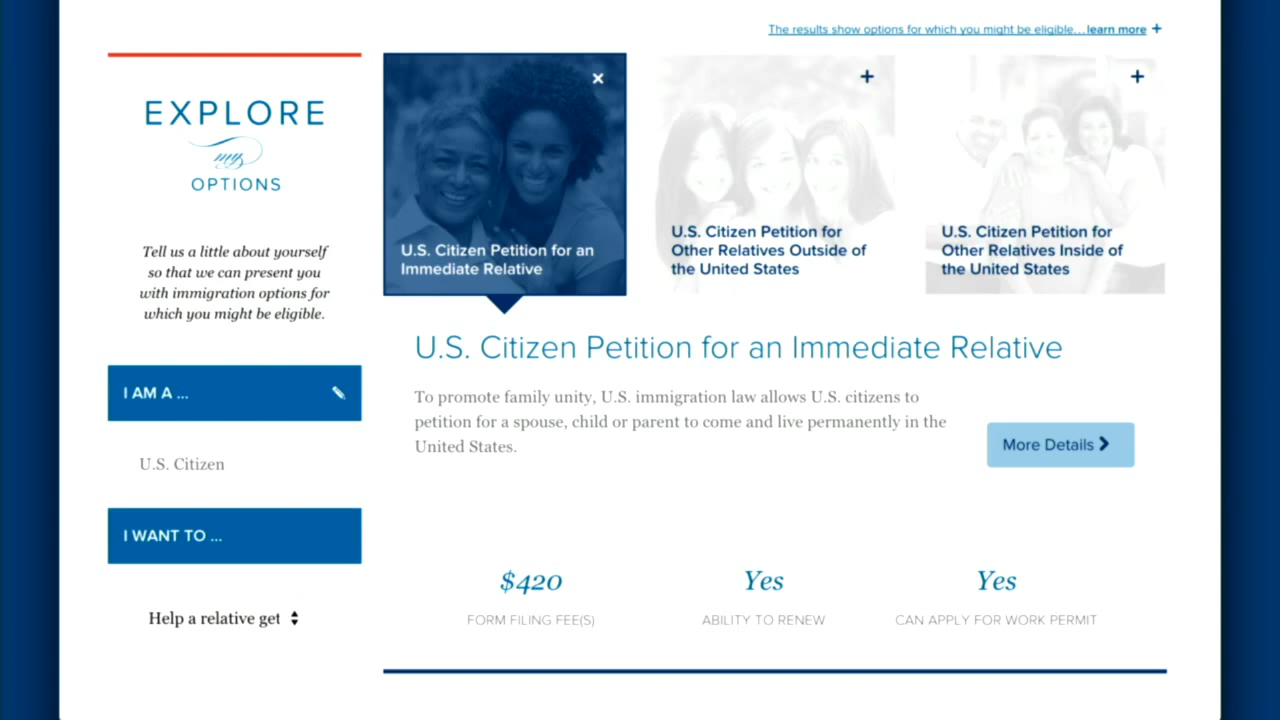 The results show options for which you might be eligible... learn more +
EXPLORE
my
OPTIONS
Tell us a little about yourself
so that we can present you
with immigration options for
which you might be eligible.
I AM A ...
U.S. Citizen
I WANT TO ...
Help a relative get
U.S. Citizen Petition for an
Immediate Relative
U.S. Citizen Petition for
Other Relatives Outside of
the United States
U.S. Citizen Petition for
Other Relatives Inside of
the United States
U.S. Citizen Petition for an Immediate Relative
To promote family unity, U.S. immigration law allows U.S. citizens to
petition for a spouse, child or parent to come and live permanently in the
United States.
More Details
$420
FORM FILING FEE(S)
Yes
ABILITY TO RENEW
Yes
CAN APPLY FOR WORK PERMIT